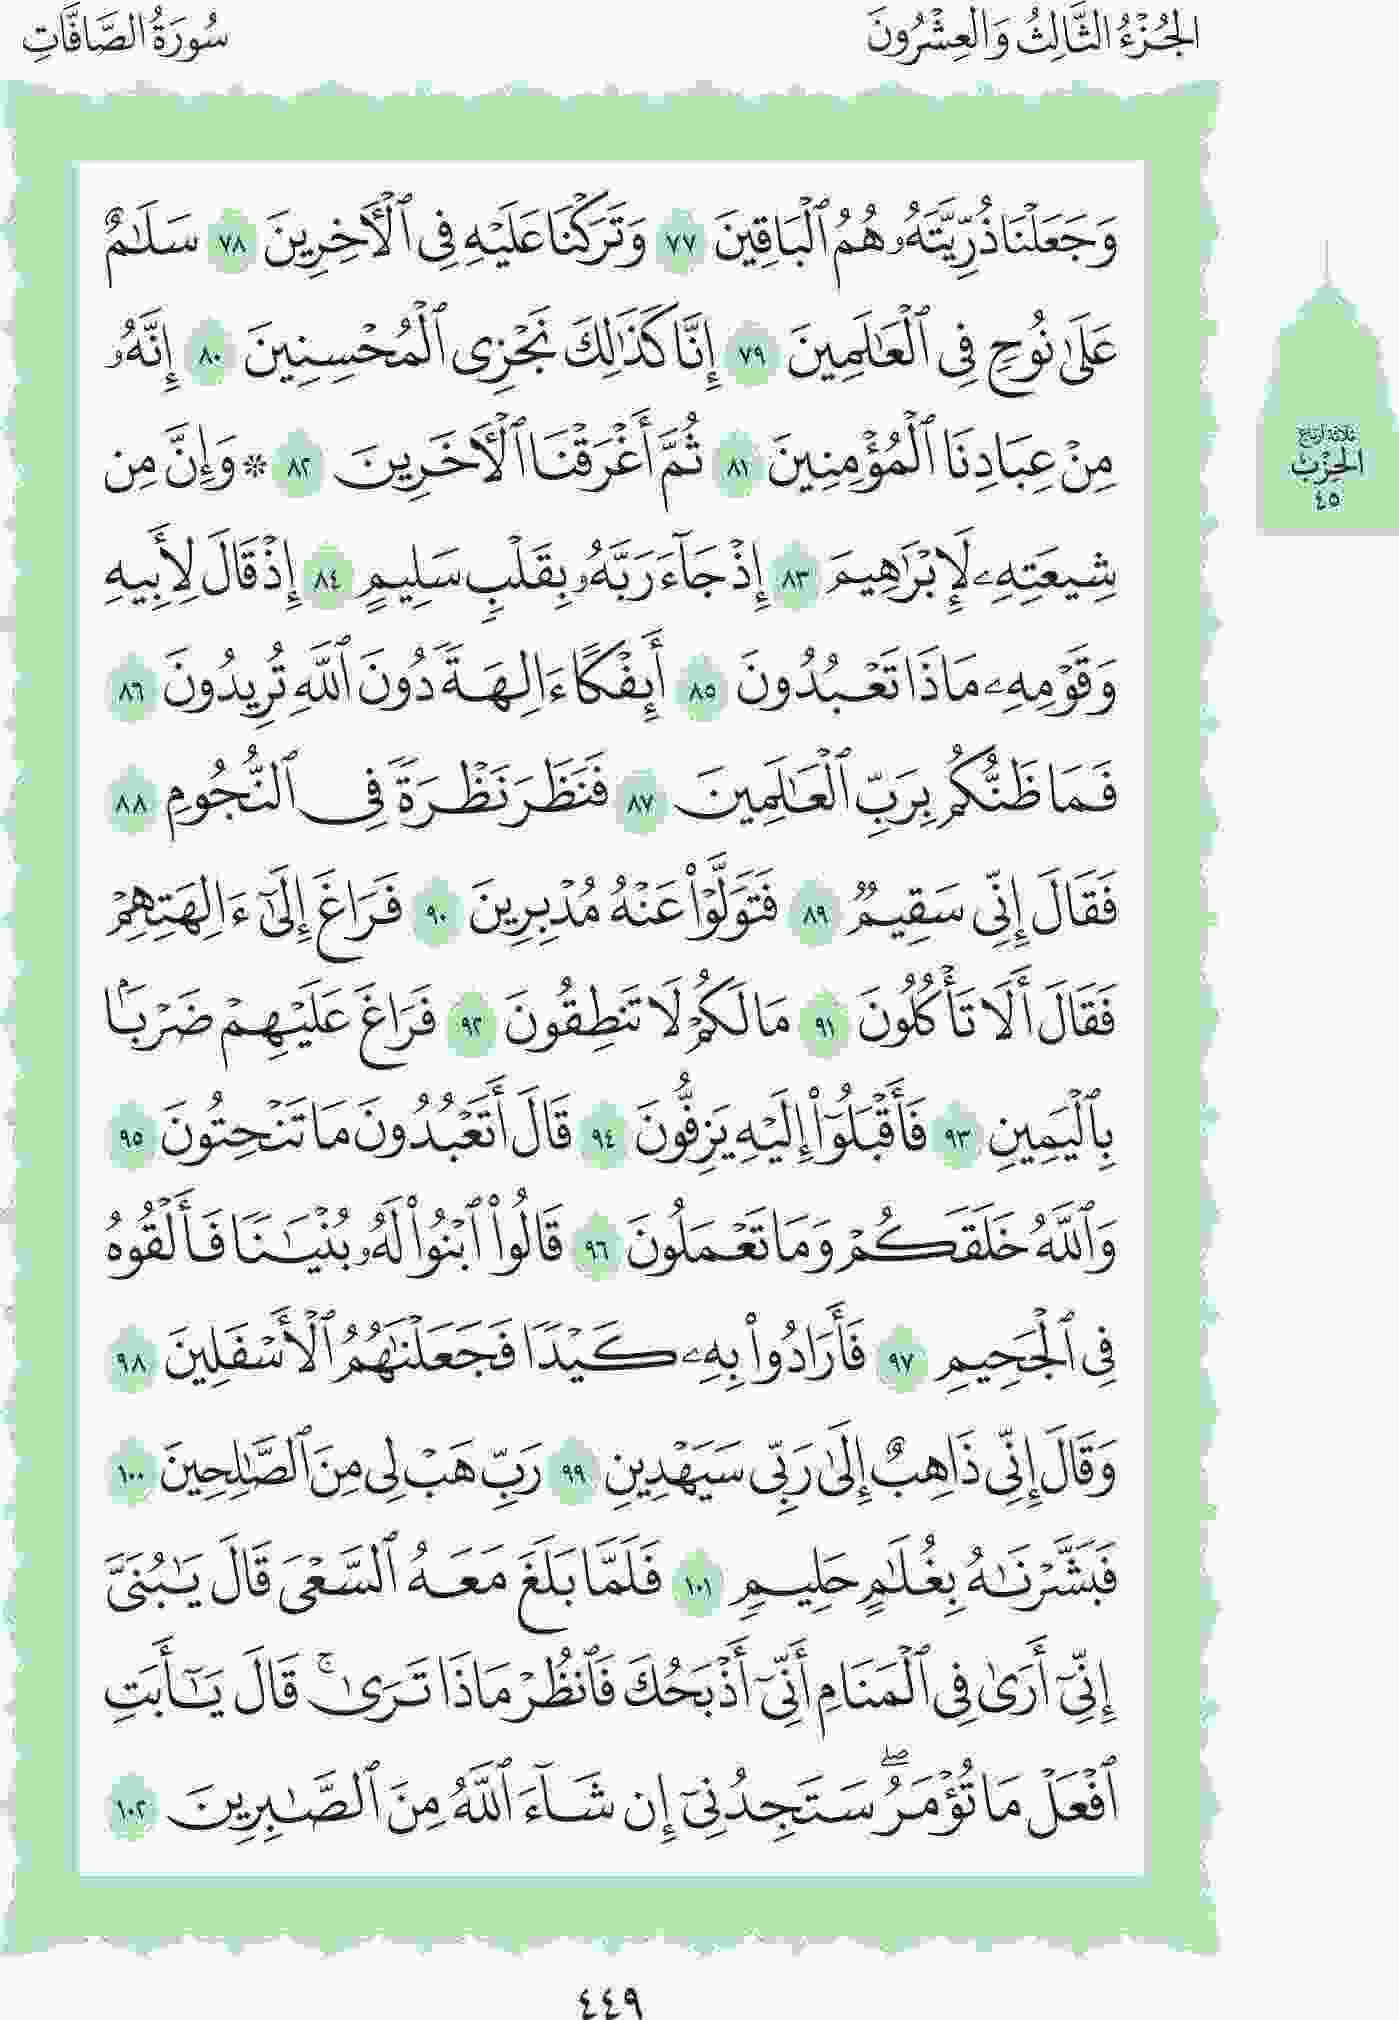 الجُزْءُ الثَّالِثُ وَالعِشْرُونَ
سُورَةُ الصَّافَّاتِ
وَجَعَلْنَا ذُرِّيَّتَهُۥ هُمُ ٱلْبَاقِينَ ٧٧ وَتَرَكْنَا عَلَيْهِ فِى ٱلْـَٔاخِرِينَ ٧٨ سَلَـٰمٌ
عَلَىٰ نُوحٍ فِى ٱلْعَـٰلَمِينَ ٧٩ إِنَّا كَذَٰلِكَ نَجْزِى ٱلْمُحْسِنِينَ ٨٠ إِنَّهُۥ
مِنْ عِبَادِنَا ٱلْمُؤْمِنِينَ ٨١ ثُمَّ أَغْرَقْنَا ٱلْـَٔاخَرِينَ ٨٢ ۞ وَإِنَّ مِن
شِيعَتِهِۦ لَإِبْرَٰهِيمَ ٨٣ إِذْ جَآءَ رَبَّهُۥ بِقَلْبٍ سَلِيمٍ ٨٤ إِذْ قَالَ لِأَبِيهِ
وَقَوْمِهِۦ مَاذَا تَعْبُدُونَ ٨٥ أَئِفْكًا ءَالِهَةً دُونَ ٱللَّهِ تُرِيدُونَ ٨٦
فَمَا ظَنُّكُم بِرَبِّ ٱلْعَـٰلَمِينَ ٨٧ فَنَظَرَ نَظْرَةً فِى ٱلنُّجُومِ ٨٨
فَقَالَ إِنِّى سَقِيمٌ ٨٩ فَتَوَلَّوْا۟ عَنْهُ مُدْبِرِينَ ٩٠ فَرَاغَ إِلَىٰٓ ءَالِهَتِهِمْ
فَقَالَ أَلَا تَأْكُلُونَ ٩١ مَا لَكُمْ لَا تَنطِقُونَ ٩٢ فَرَاغَ عَلَيْهِمْ ضَرْبًۢا
بِٱلْيَمِينِ ٩٣ فَأَقْبَلُوٓا۟ إِلَيْهِ يَزِفُّونَ ٩٤ قَالَ أَتَعْبُدُونَ مَا تَنْحِتُونَ ٩٥
وَٱللَّهُ خَلَقَكُمْ وَمَا تَعْمَلُونَ ٩٦ قَالُوا۟ ٱبْنُوا۟ لَهُۥ بُنْيَـٰنًا فَأَلْقُوهُ
فِى ٱلْجَحِيمِ ٩٧ فَأَرَادُوا۟ بِهِۦ كَيْدًا فَجَعَلْنَـٰهُمُ ٱلْأَسْفَلِينَ ٩٨
وَقَالَ إِنِّى ذَاهِبٌ إِلَىٰ رَبِّى سَيَهْدِينِ ٩٩ رَبِّ هَبْ لِى مِنَ ٱلصَّـٰلِحِينَ ١٠٠
فَبَشَّرْنَـٰهُ بِغُلَـٰمٍ حَلِيمٍ ١٠١ فَلَمَّا بَلَغَ مَعَهُ ٱلسَّعْىَ قَالَ يَـٰبُنَىَّ
إِنِّىٓ أَرَىٰ فِى ٱلْمَنَامِ أَنِّىٓ أَذْبَحُكَ فَٱنظُرْ مَاذَا تَرَىٰ ۚ قَالَ يَـٰٓأَبَتِ
ٱفْعَلْ مَا تُؤْمَرُ ۖ سَتَجِدُنِىٓ إِن شَآءَ ٱللَّهُ مِنَ ٱلصَّـٰبِرِينَ ١٠٢
ثلاثة أرباع
الحِزْبُ
٤٥
٤٤٩